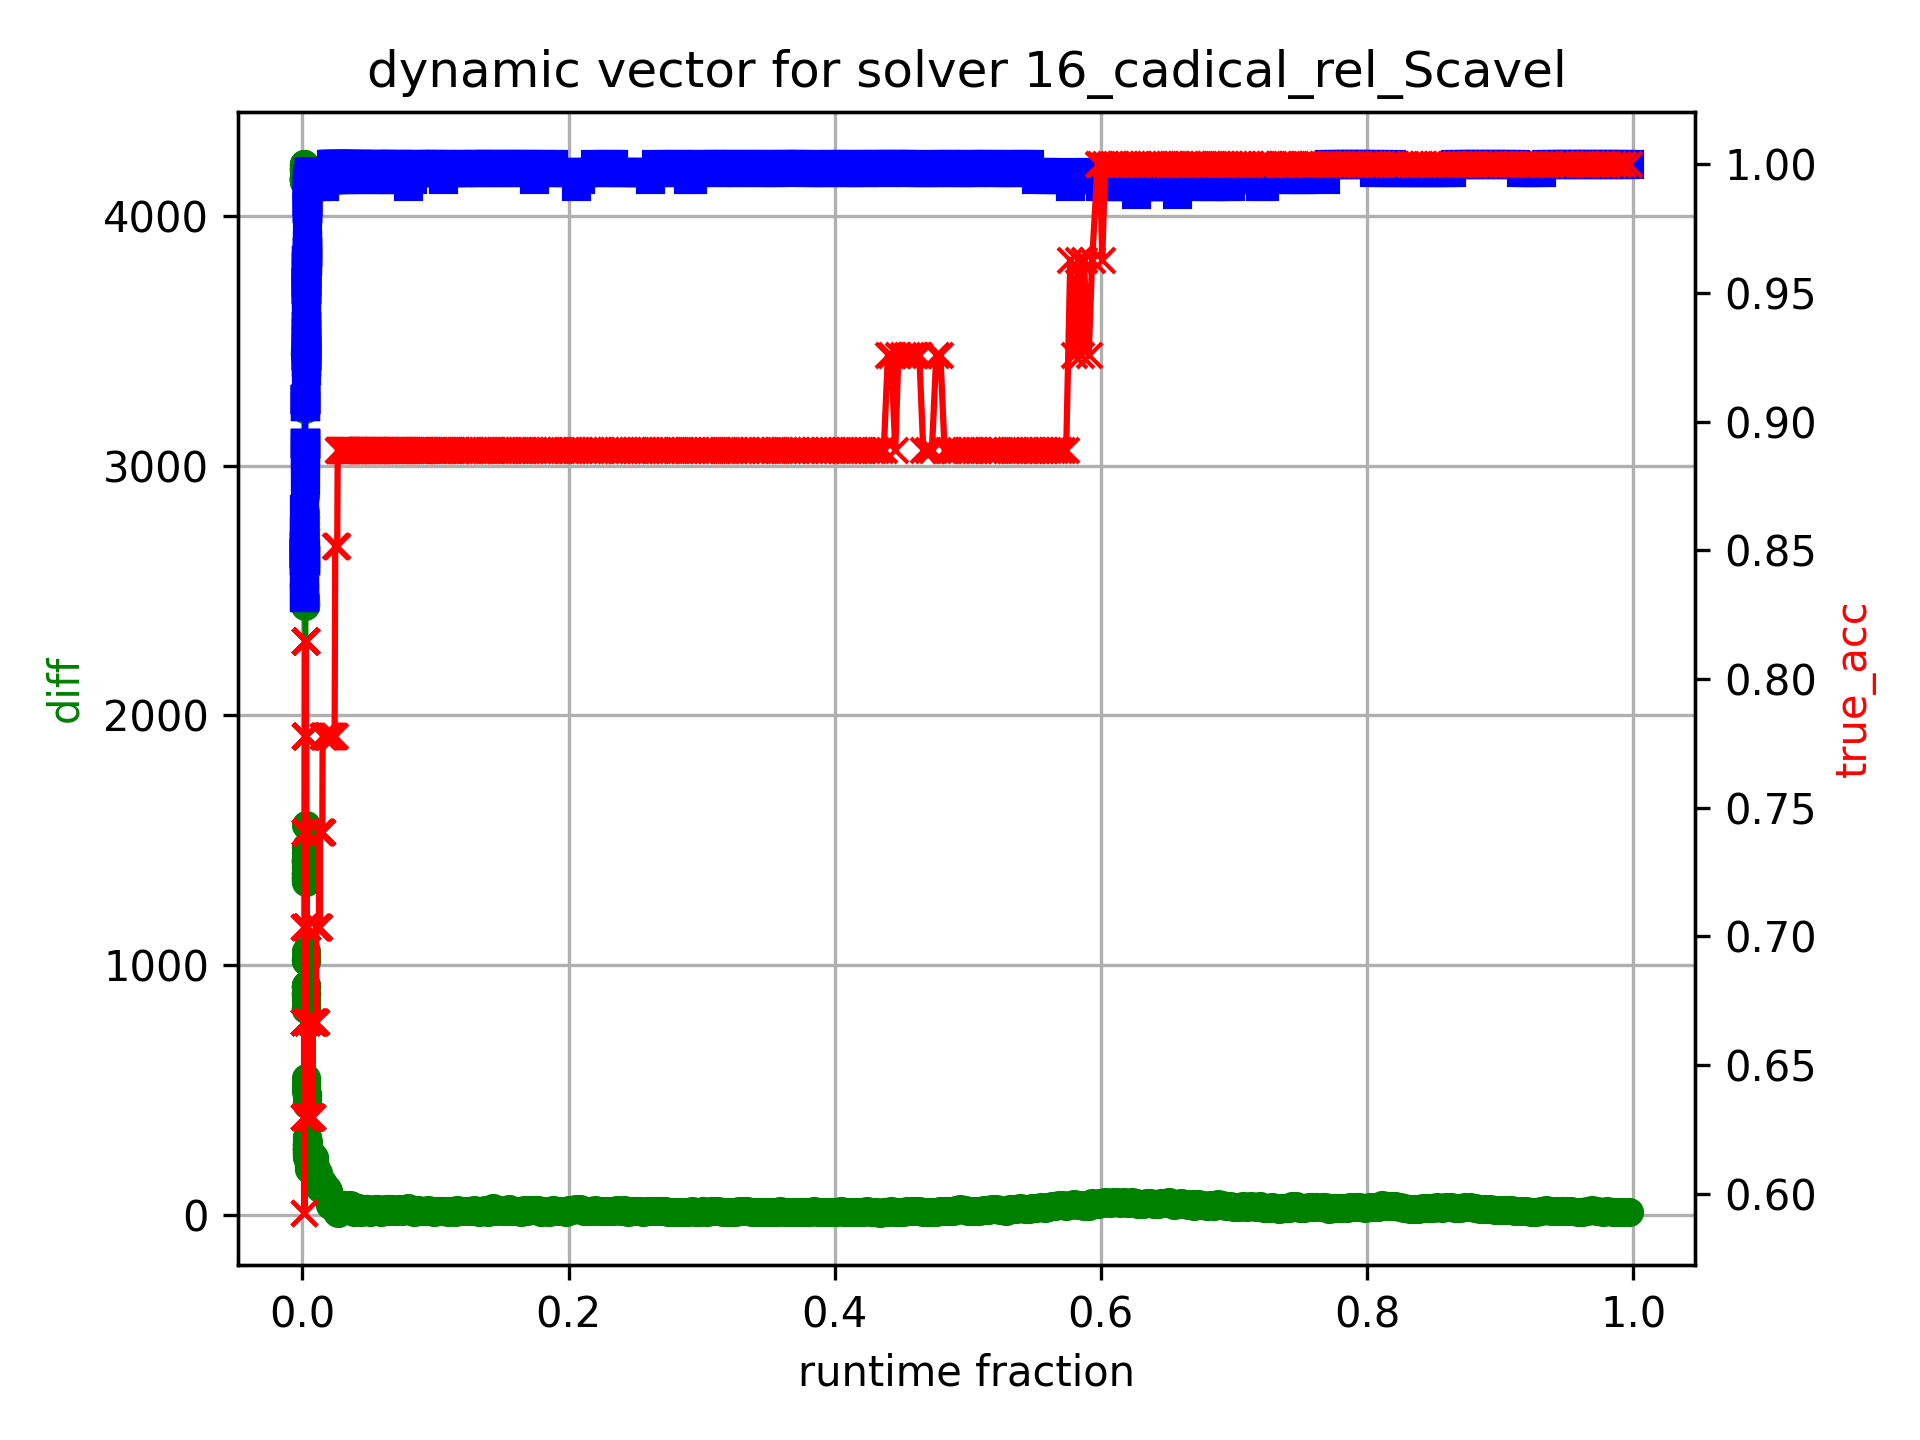 dynamic vector for solver 16_cadical_rel_Scavel
diff
4000
3000
2000
1000
0
1.00
0.95
0.90
0.85
0.80
0.75
0.70
0.65
0.60
true_acc
0.0 0.2 0.4 0.6 0.8 1.0
runtime fraction